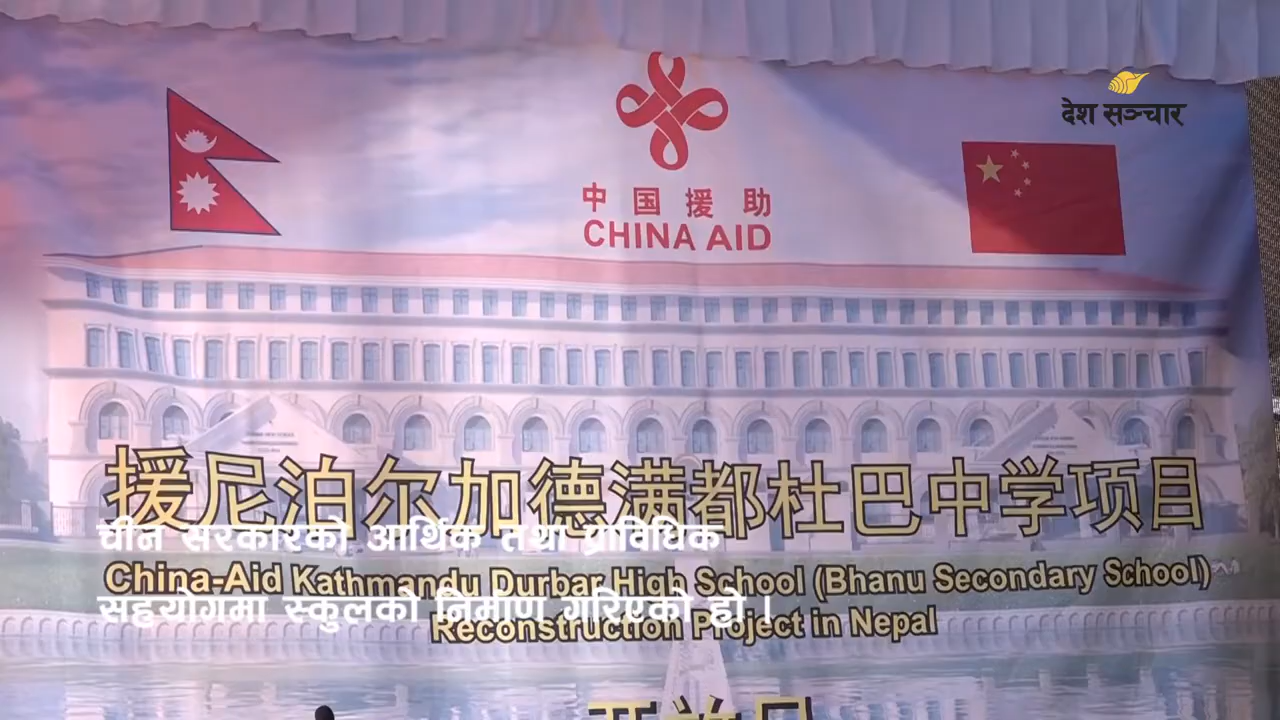 देश सञ्चार
中国援助
CHINA AID
援尼泊尔加德满都杜巴中学项目
चीन सरकारको आर्थिक तथा प्राविधिक
China-Aid Kathmandu Durbar High School (Bhanu Secondary School)
सहयोगमा स्कुलको निर्माण गरिएको हो ।
Reconstruction Project in Nepal